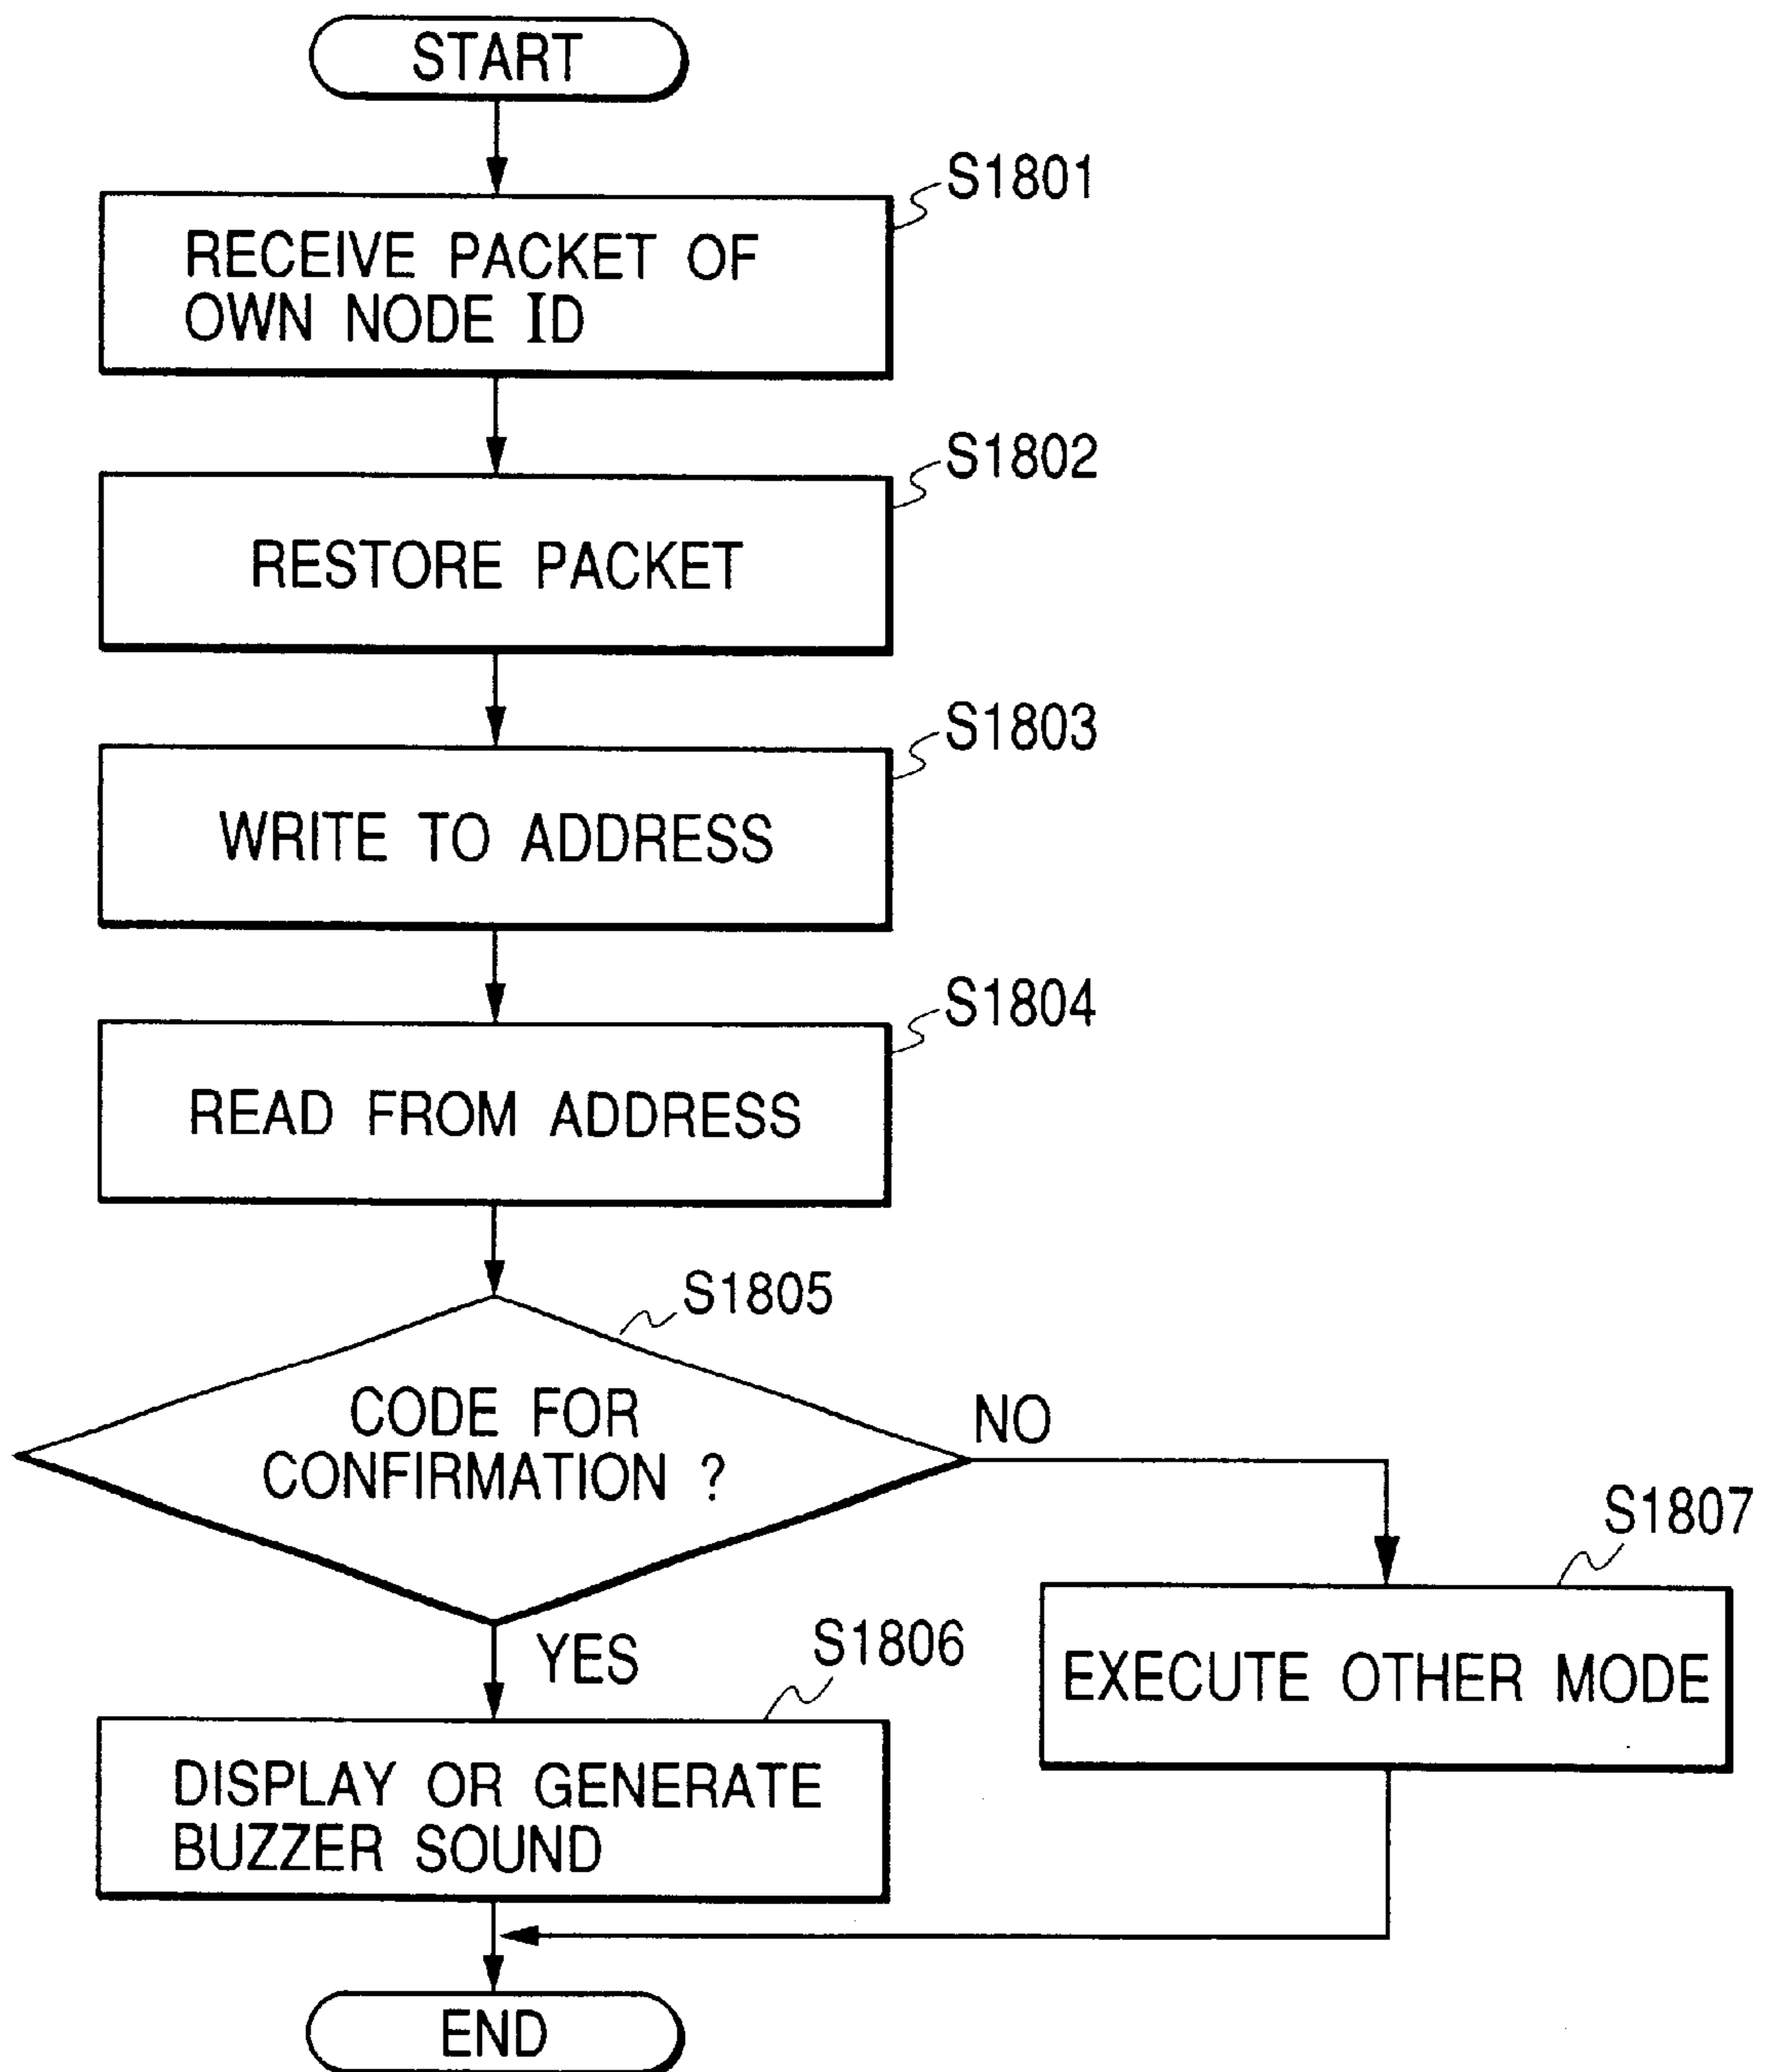 START
S1801
RECEIVE PACKET OF
OWN NODE ID
S1802
RESTORE PACKET
S1803
WRITE TO ADDRESS
S1804
READ FROM ADDRESS
S1805
CODE FOR
CONFIRMATION ?
NO
S1807
EXECUTE OTHER MODE
YES
S1806
DISPLAY OR GENERATE
BUZZER SOUND
END